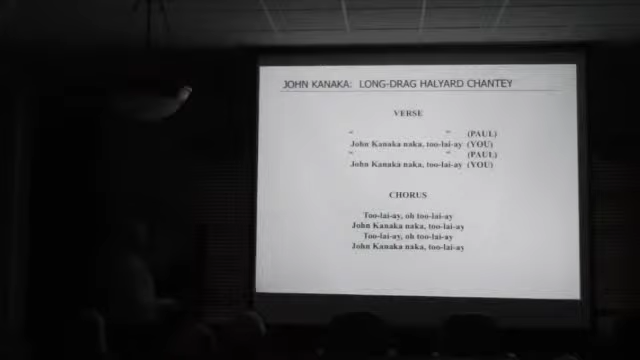 JOHN KANAKA: LONG-DRAG HALYARD CHANTEY
VERSE
" " (PAUL)
John Kanaka naka, too-lai-ay (YOU)
" " (PAUL)
John Kanaka naka, too-lai-ay (YOU)
CHORUS
Too-lai-ay, oh too-lai-ay
John Kanaka naka, too-lai-ay
Too-lai-ay, oh too-lai-ay
John Kanaka naka, too-lai-ay